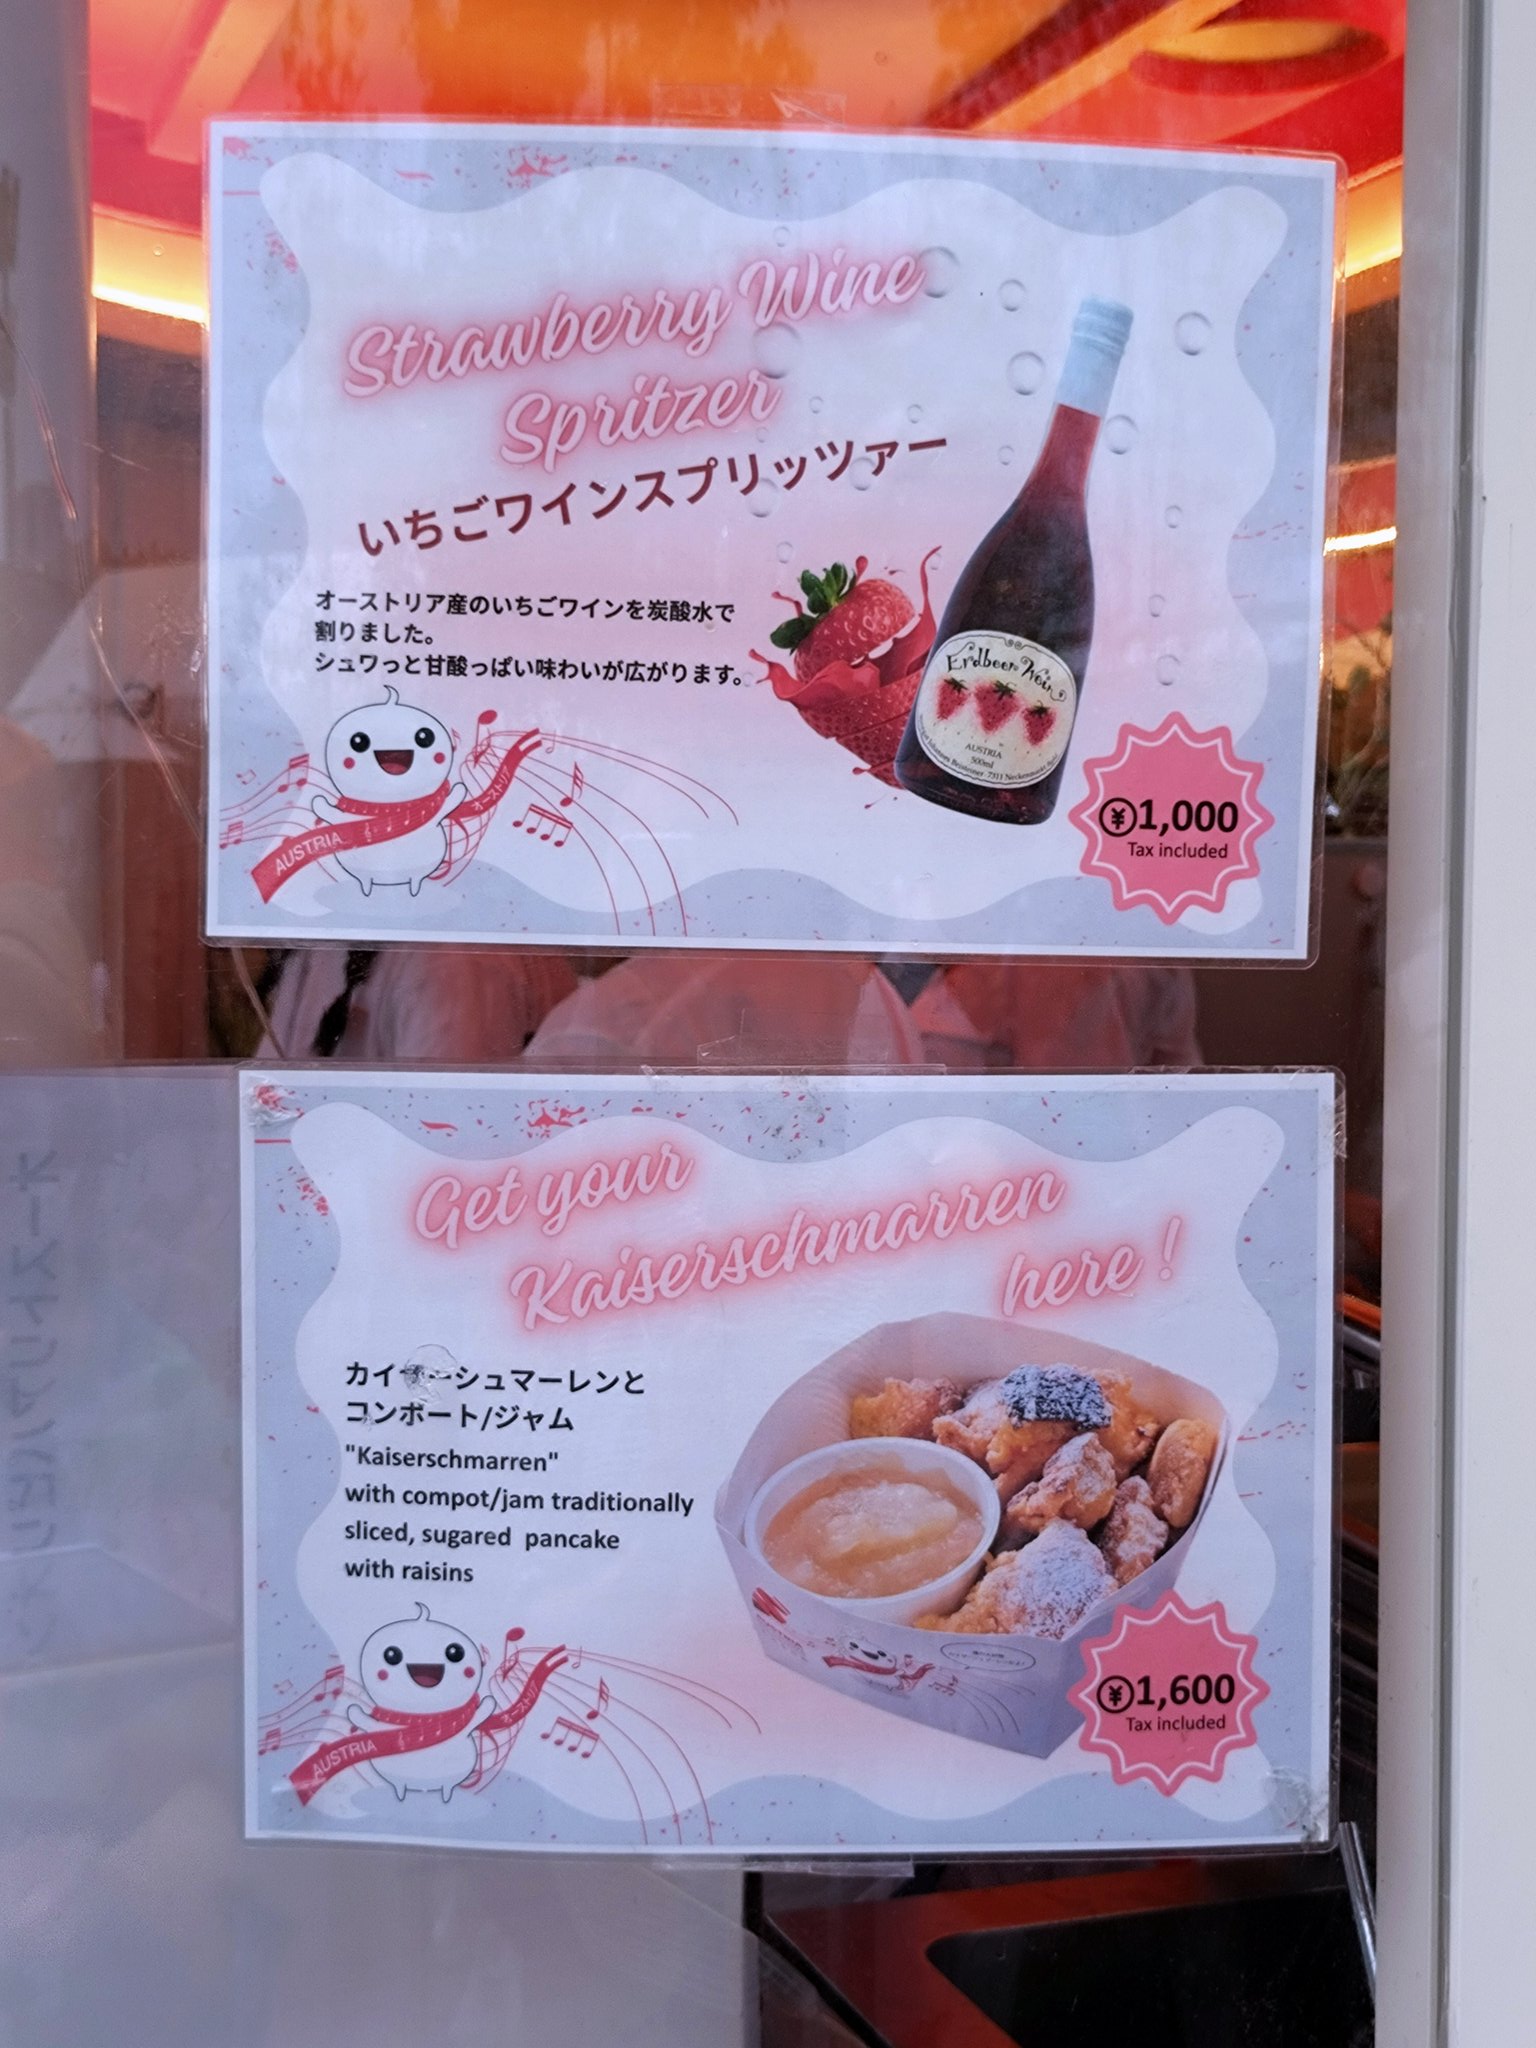 Strawberry Wine
Spritzer
いちごワインスプリッツァー
オーストリア産のいちごワインを炭酸水で
割りました。
シュワっと甘酸っぱい味わいが広がります。
Erdbeer Wein
AUSTRIA
500ml
7311 Neckenmarkt
AUSTRIA
オーストリア
¥1,000
Tax included
Get your
Kaiserschmarren
here !
カイザーシュマーレンと
コンポート/ジャム
"Kaiserschmarren"
with compot/jam traditionally
sliced, sugared pancake
with raisins
AUSTRIA
オーストリア
¥1,600
Tax included